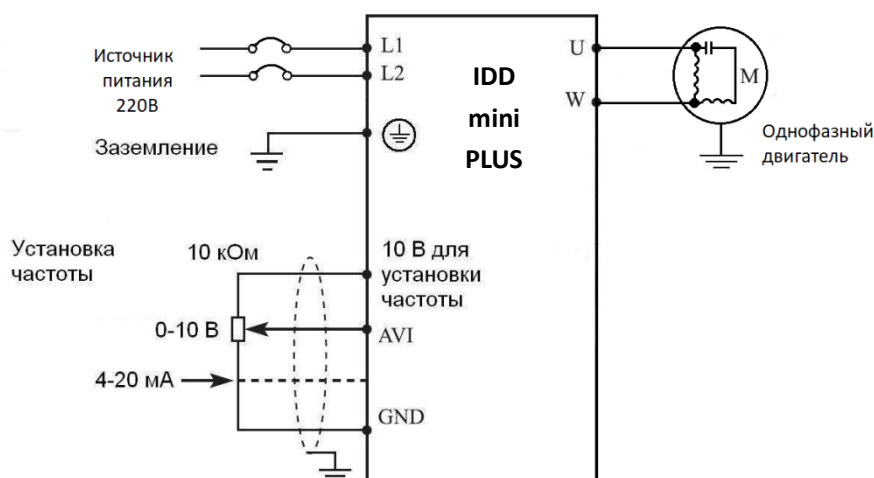 Источник
питания
220В
L1
L2
IDD
mini
PLUS
U
W
M
Однофазный
двигатель
Заземление
Установка
частоты
10 кОм
10 В для
установки
частоты
0-10 В
AVI
4-20 мА
GND